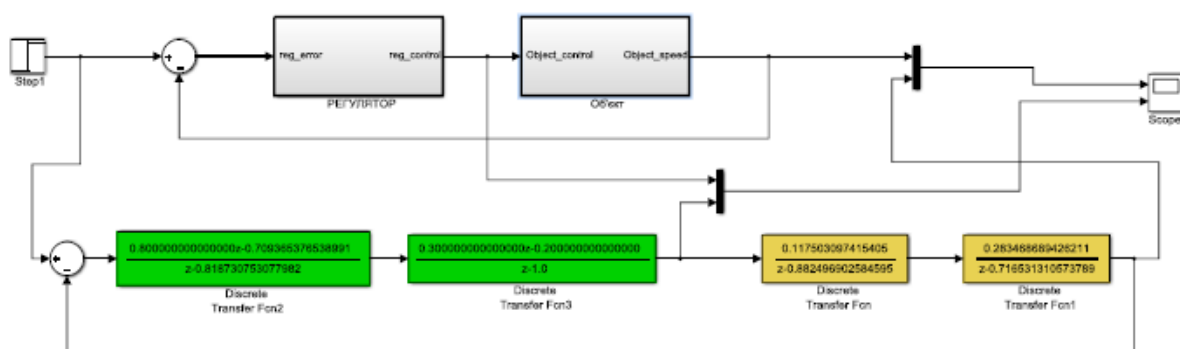 Step1
reg_error
reg_control
РЕГУЛЯТОР
Object_control
Object_speed
Об'єкт
Scope
0.800000000000000z-0.709365376538991
z-0.818730753077982
Discrete
Transfer Fcn2
0.300000000000000z-0.200000000000000
z-1.0
Discrete
Transfer Fcn3
0.117503097415405
z-0.882496902584595
Discrete
Transfer Fcn
0.283468689426211
z-0.716531310573789
Discrete
Transfer Fcn1